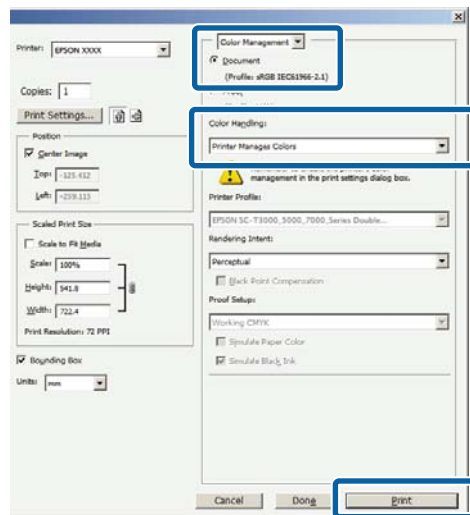 Printer: EPSON XXXX
Copies: 1
Print Settings...
Position
Center Image
Top: -125.412
Left: -259.113
Scaled Print Size
Scale to Fit Media
Scale: 100%
Height: 541.8
Width: 722.4
Print Resolution: 72 PPI
Bounding Box
Units: mm
Color Management
Document
(Profile: sRGB IEC61966-2.1)
Color Handling:
Printer Manages Colors
management in the print settings dialog box.
Printer Profile:
EPSON SC-T3000_5000_7000_Series Double...
Rendering Intent:
Perceptual
Black Point Compensation
Proof Setup:
Working CMYK
Simulate Paper Color
Simulate Black Ink
Cancel
Done
Print